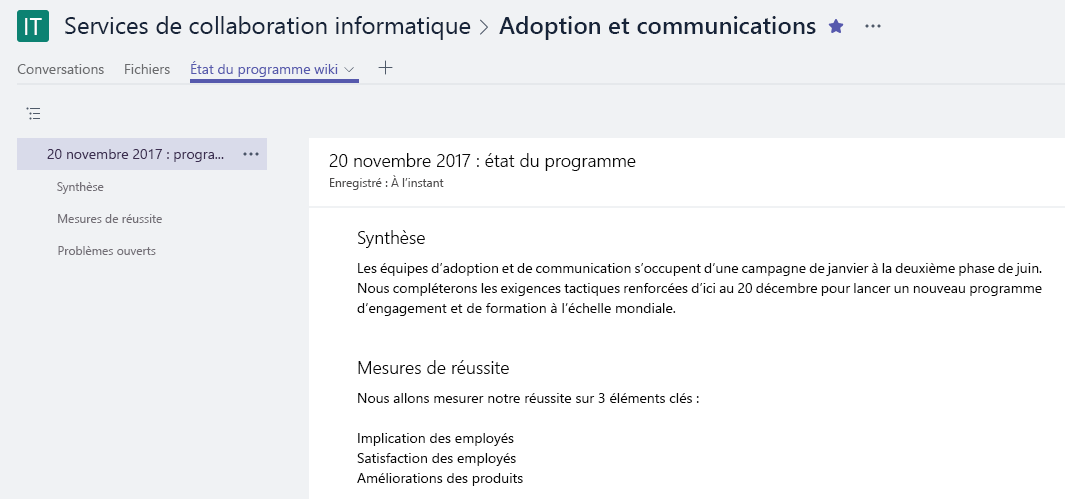 IT Services de collaboration informatique > Adoption et communications ...
Conversations Fichiers État du programme wiki +
20 novembre 2017 : progra... ...
Synthèse
Mesures de réussite
Problèmes ouverts
20 novembre 2017 : état du programme
Enregistré : À l’instant
Synthèse
Les équipes d’adoption et de communication s’occupent d’une campagne de janvier à la deuxième phase de juin.
Nous compléterons les exigences tactiques renforcées d’ici au 20 décembre pour lancer un nouveau programme
d’engagement et de formation à l’échelle mondiale.
Mesures de réussite
Nous allons mesurer notre réussite sur 3 éléments clés :
Implication des employés
Satisfaction des employés
Améliorations des produits